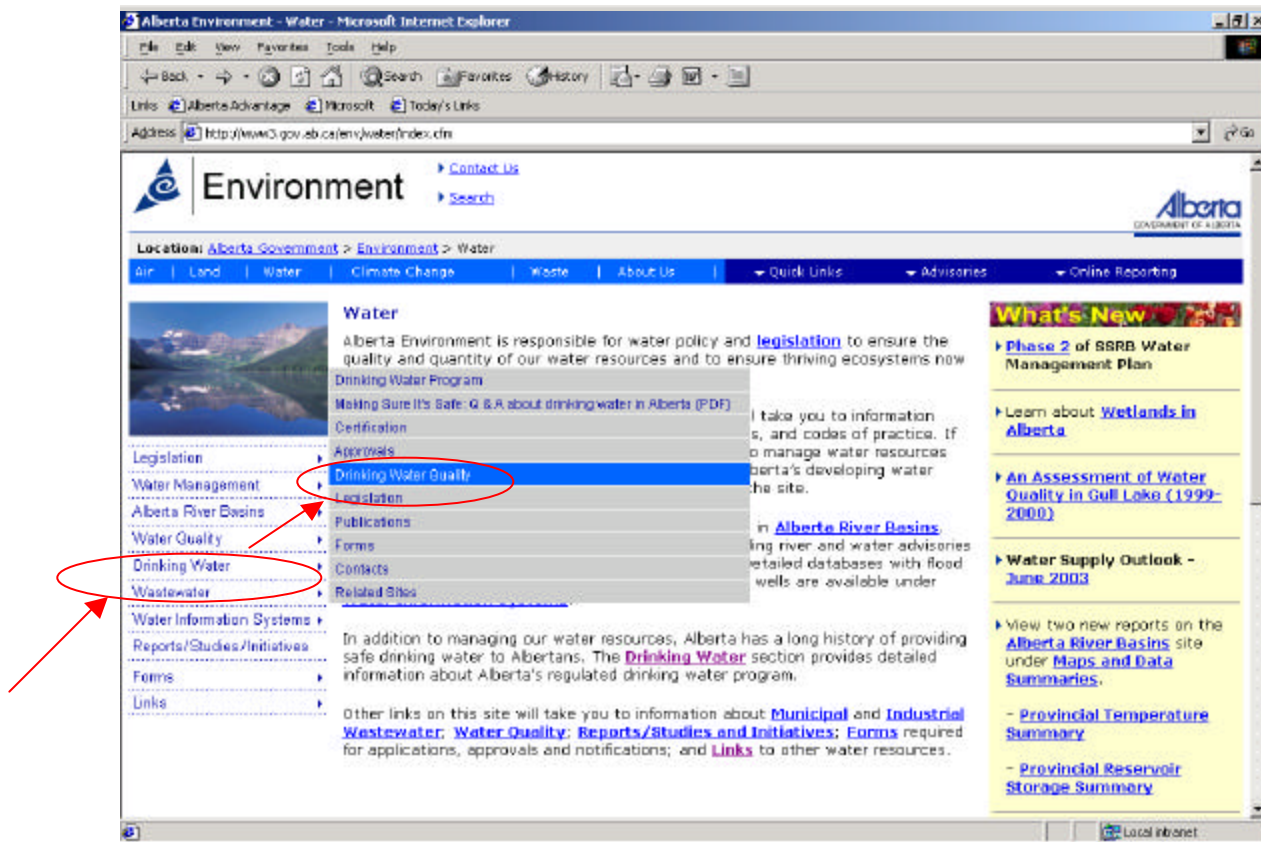 Alberta Environment - Water - Microsoft Internet Explorer
File Edit View Favorites Tools Help
Back Search Favorites History
Links Alberta Advantage Microsoft Today's Links
Address http://www3.gov.ab.ca/env/water/index.cfm Go
Environment
Contact Us
Search
Alberta
GOVERNMENT OF ALBERTA
Location: Alberta Government > Environment > Water
Air | Land | Water | Climate Change | Waste | About Us | Quick Links Advisories Online Reporting
Legislation
Water Management
Alberta River Basins
Water Quality
Drinking Water
Wastewater
Water Information Systems
Reports/Studies/Initiatives
Forms
Links
Water
Alberta Environment is responsible for water policy and legislation to ensure the
quality and quantity of our water resources and to ensure thriving ecosystems now
Drinking Water Program
Making Sure It's Safe: Q & A about drinking water in Alberta (PDF)
Certification
Approvals
Drinking Water Quality
Legislation
Publications
Forms
Contacts
Related Sites
l take you to information
s, and codes of practice. If
o manage water resources
berta's developing water
he site.
in Alberta River Basins.
ling river and water advisories
etailed databases with flood
wells are available under
Water Information Systems.
In addition to managing our water resources, Alberta has a long history of providing
safe drinking water to Albertans. The Drinking Water section provides detailed
information about Alberta's regulated drinking water program.
Other links on this site will take you to information about Municipal and Industrial
Wastewater; Water Quality; Reports/Studies and Initiatives; Forms required
for applications, approvals and notifications; and Links to other water resources.
What's New
Phase 2 of SSRB Water
Management Plan
Learn about Wetlands in
Alberta
An Assessment of Water
Quality in Gull Lake (1999-
2000)
Water Supply Outlook -
June 2003
View two new reports on the
Alberta River Basins site
under Maps and Data
Summaries.
- Provincial Temperature
Summary
- Provincial Reservoir
Storage Summary
Local intranet